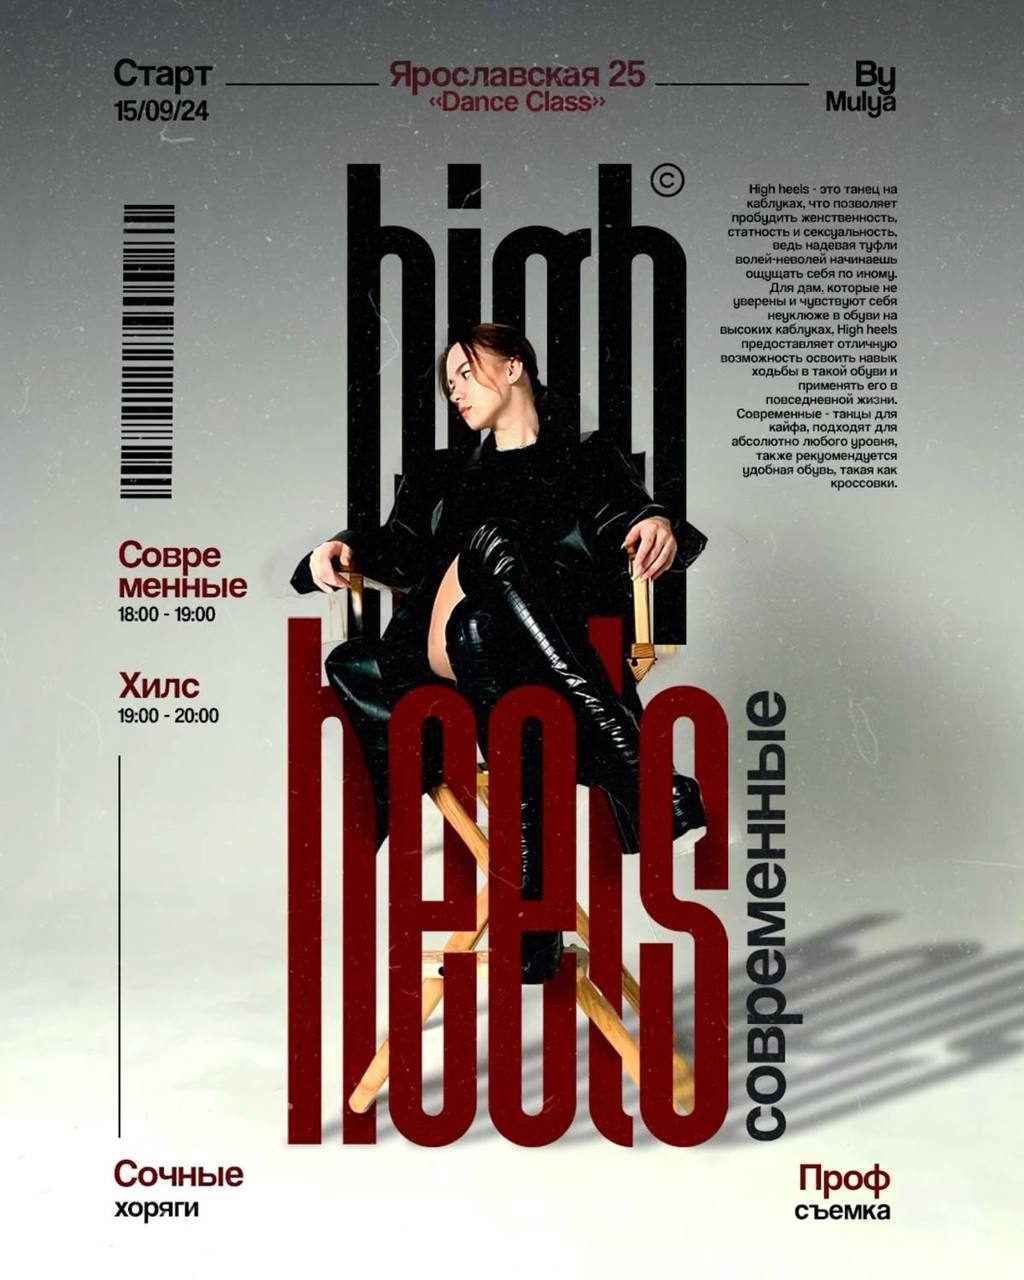 Старт
15/09/24
Ярославская 25
«Dance Class»
By
Mulya
high
©
High heels - это танец на
каблуках, что позволяет
пробудить женственность,
статность и сексуальность,
ведь надевая туфли
волей-неволей начинаешь
ощущать себя по иному.
Для дам, которые не
уверены и чувствуют себя
неуклюже в обуви на
высоких каблуках, High heels
предоставляет отличную
возможность освоить навык
ходьбы в такой обуви и
применять его в
повседневной жизни.
Современные - танцы для
кайфа, подходят для
абсолютно любого уровня,
также рекуомендуется
удобная обувь, такая как
кроссовки.
Совре
менные
18:00 - 19:00
Хилс
19:00 - 20:00
heels
современные
Сочные
хоряги
Проф
съемка